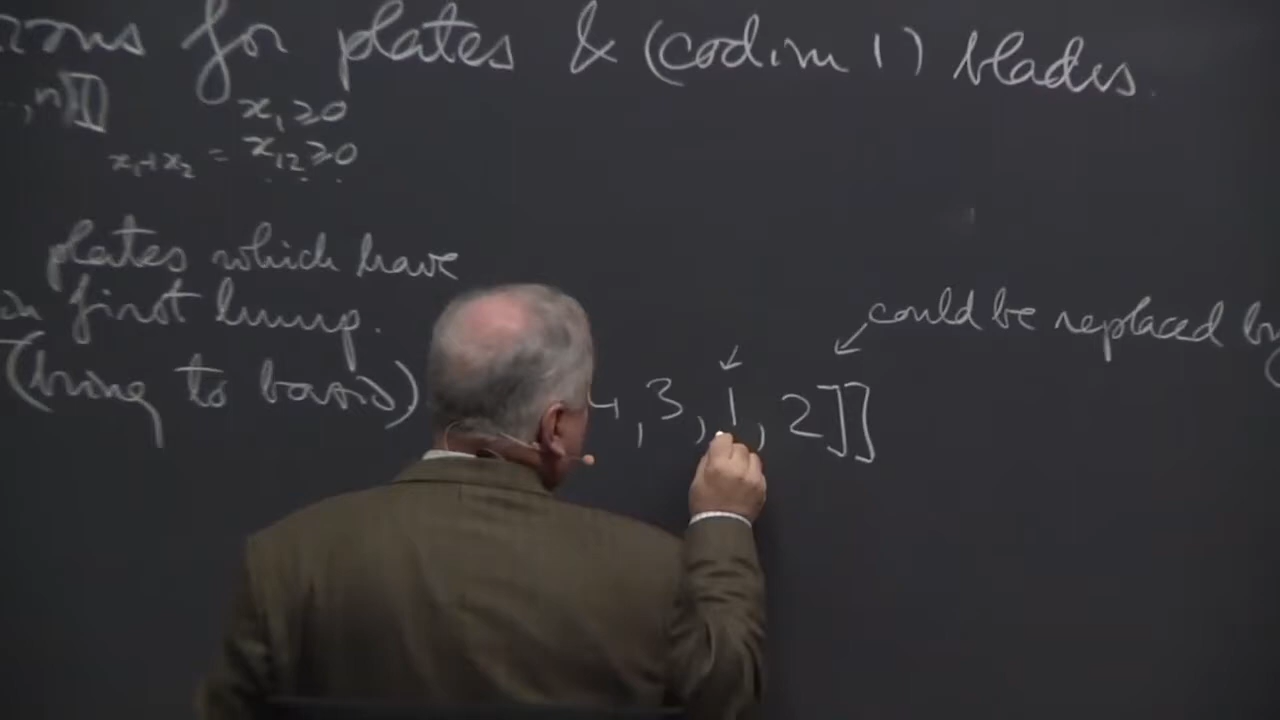 for plates & (codim 1) blades.
..., n]]
x₁ ≥ 0
x₁+x₂ = x₁₂ ≥ 0
plates which have
first lump.
(bring to basis)
could be replaced by
4, 3, 1, 2]]